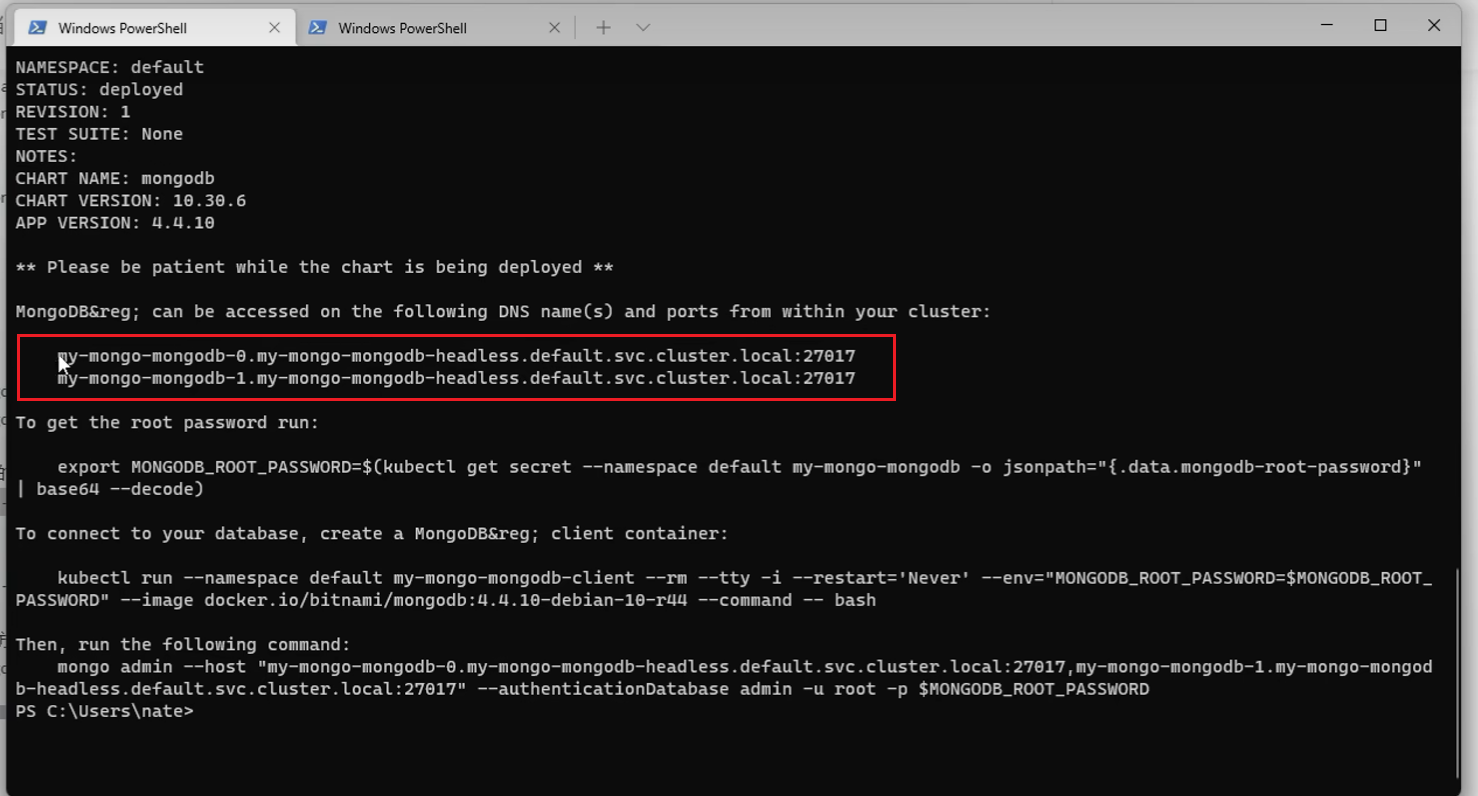 Windows PowerShell
Windows PowerShell
NAMESPACE: default
STATUS: deployed
REVISION: 1
TEST SUITE: None
NOTES:
CHART NAME: mongodb
CHART VERSION: 10.30.6
APP VERSION: 4.4.10
** Please be patient while the chart is being deployed **
MongoDB&reg; can be accessed on the following DNS name(s) and ports from within your cluster:
my-mongo-mongodb-0.my-mongo-mongodb-headless.default.svc.cluster.local:27017
my-mongo-mongodb-1.my-mongo-mongodb-headless.default.svc.cluster.local:27017
To get the root password run:
export MONGODB_ROOT_PASSWORD=$(kubectl get secret --namespace default my-mongo-mongodb -o jsonpath="{.data.mongodb-root-password}"
| base64 --decode)
To connect to your database, create a MongoDB&reg; client container:
kubectl run --namespace default my-mongo-mongodb-client --rm --tty -i --restart='Never' --env="MONGODB_ROOT_PASSWORD=$MONGODB_ROOT_
PASSWORD" --image docker.io/bitnami/mongodb:4.4.10-debian-10-r44 --command -- bash
Then, run the following command:
mongo admin --host "my-mongo-mongodb-0.my-mongo-mongodb-headless.default.svc.cluster.local:27017,my-mongo-mongodb-1.my-mongo-mongod
b-headless.default.svc.cluster.local:27017" --authenticationDatabase admin -u root -p $MONGODB_ROOT_PASSWORD
PS C:\Users\nate>